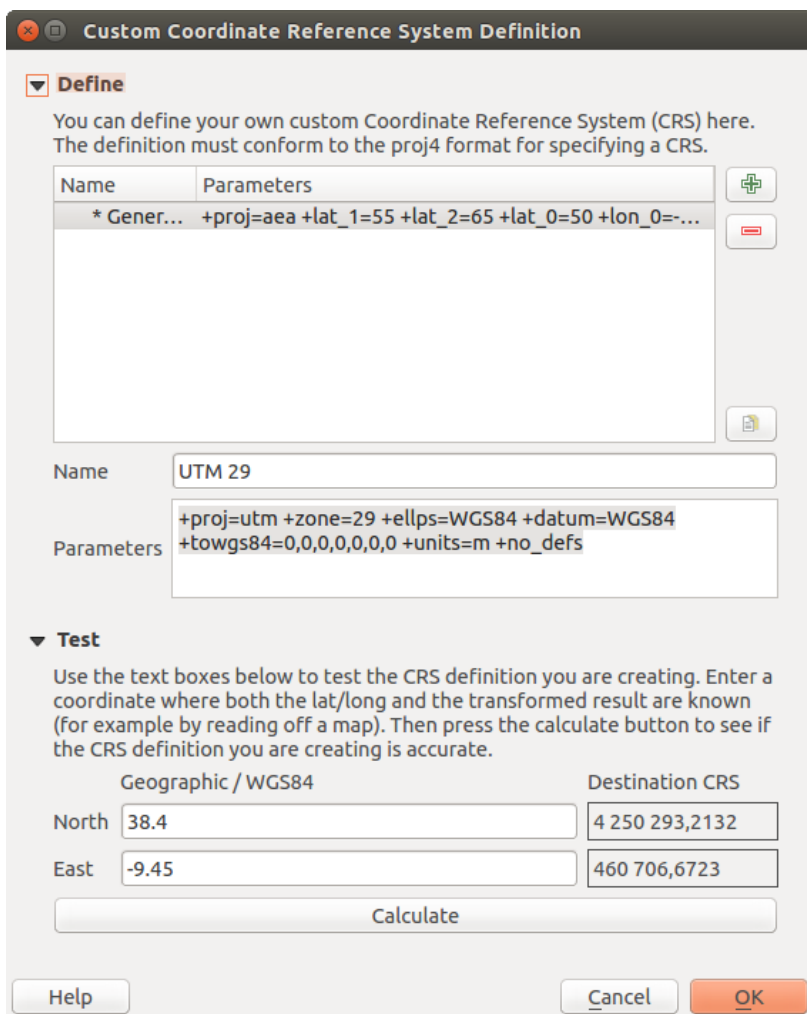 Custom Coordinate Reference System Definition
Define
You can define your own custom Coordinate Reference System (CRS) here.
The definition must conform to the proj4 format for specifying a CRS.
Name Parameters
* Gener... +proj=aea +lat_1=55 +lat_2=65 +lat_0=50 +lon_0=-...
Name UTM 29
+proj=utm +zone=29 +ellps=WGS84 +datum=WGS84
Parameters +towgs84=0,0,0,0,0,0,0 +units=m +no_defs
Test
Use the text boxes below to test the CRS definition you are creating. Enter a
coordinate where both the lat/long and the transformed result are known
(for example by reading off a map). Then press the calculate button to see if
the CRS definition you are creating is accurate.
Geographic / WGS84 Destination CRS
North 38.4 4 250 293,2132
East -9.45 460 706,6723
Calculate
Help Cancel OK